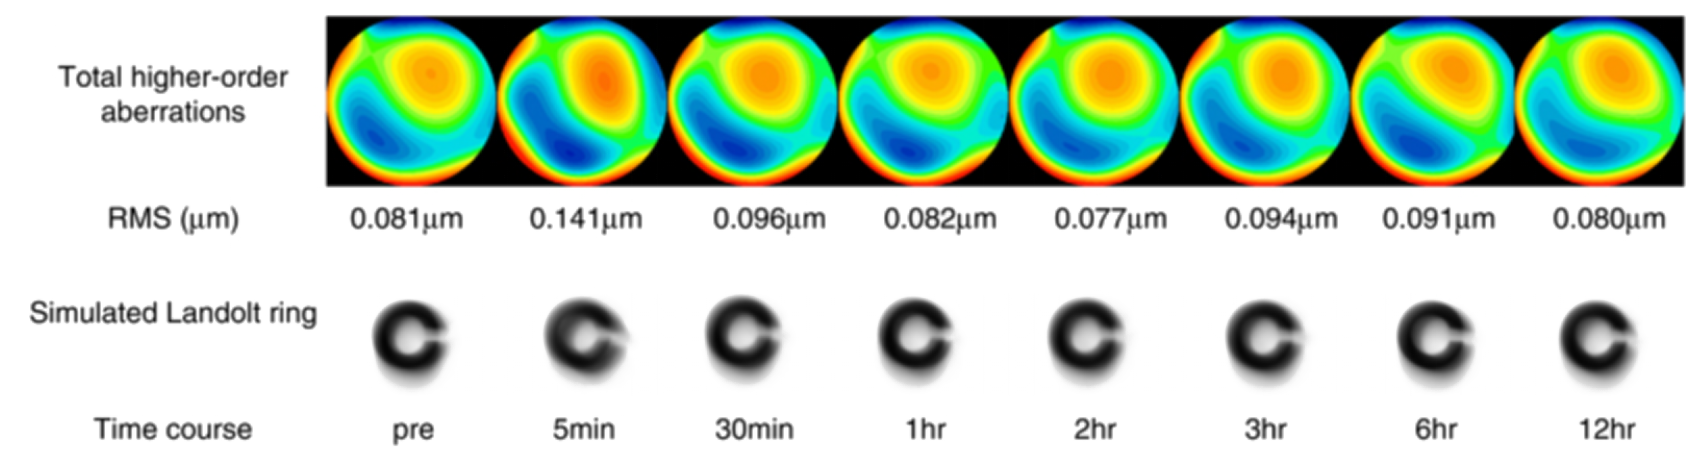 Total higher-order
aberrations
RMS (μm) 0.081μm 0.141μm 0.096μm 0.082μm 0.077μm 0.094μm 0.091μm 0.080μm
Simulated Landolt ring
Time course pre 5min 30min 1hr 2hr 3hr 6hr 12hr